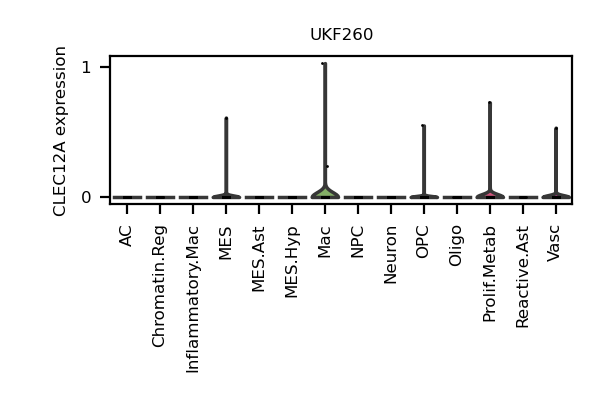 UKF260
CLEC12A expression
1
0
AC
Chromatin.Reg
Inflammatory.Mac
MES
MES.Ast
MES.Hyp
Mac
NPC
Neuron
OPC
Oligo
Prolif.Metab
Reactive.Ast
Vasc